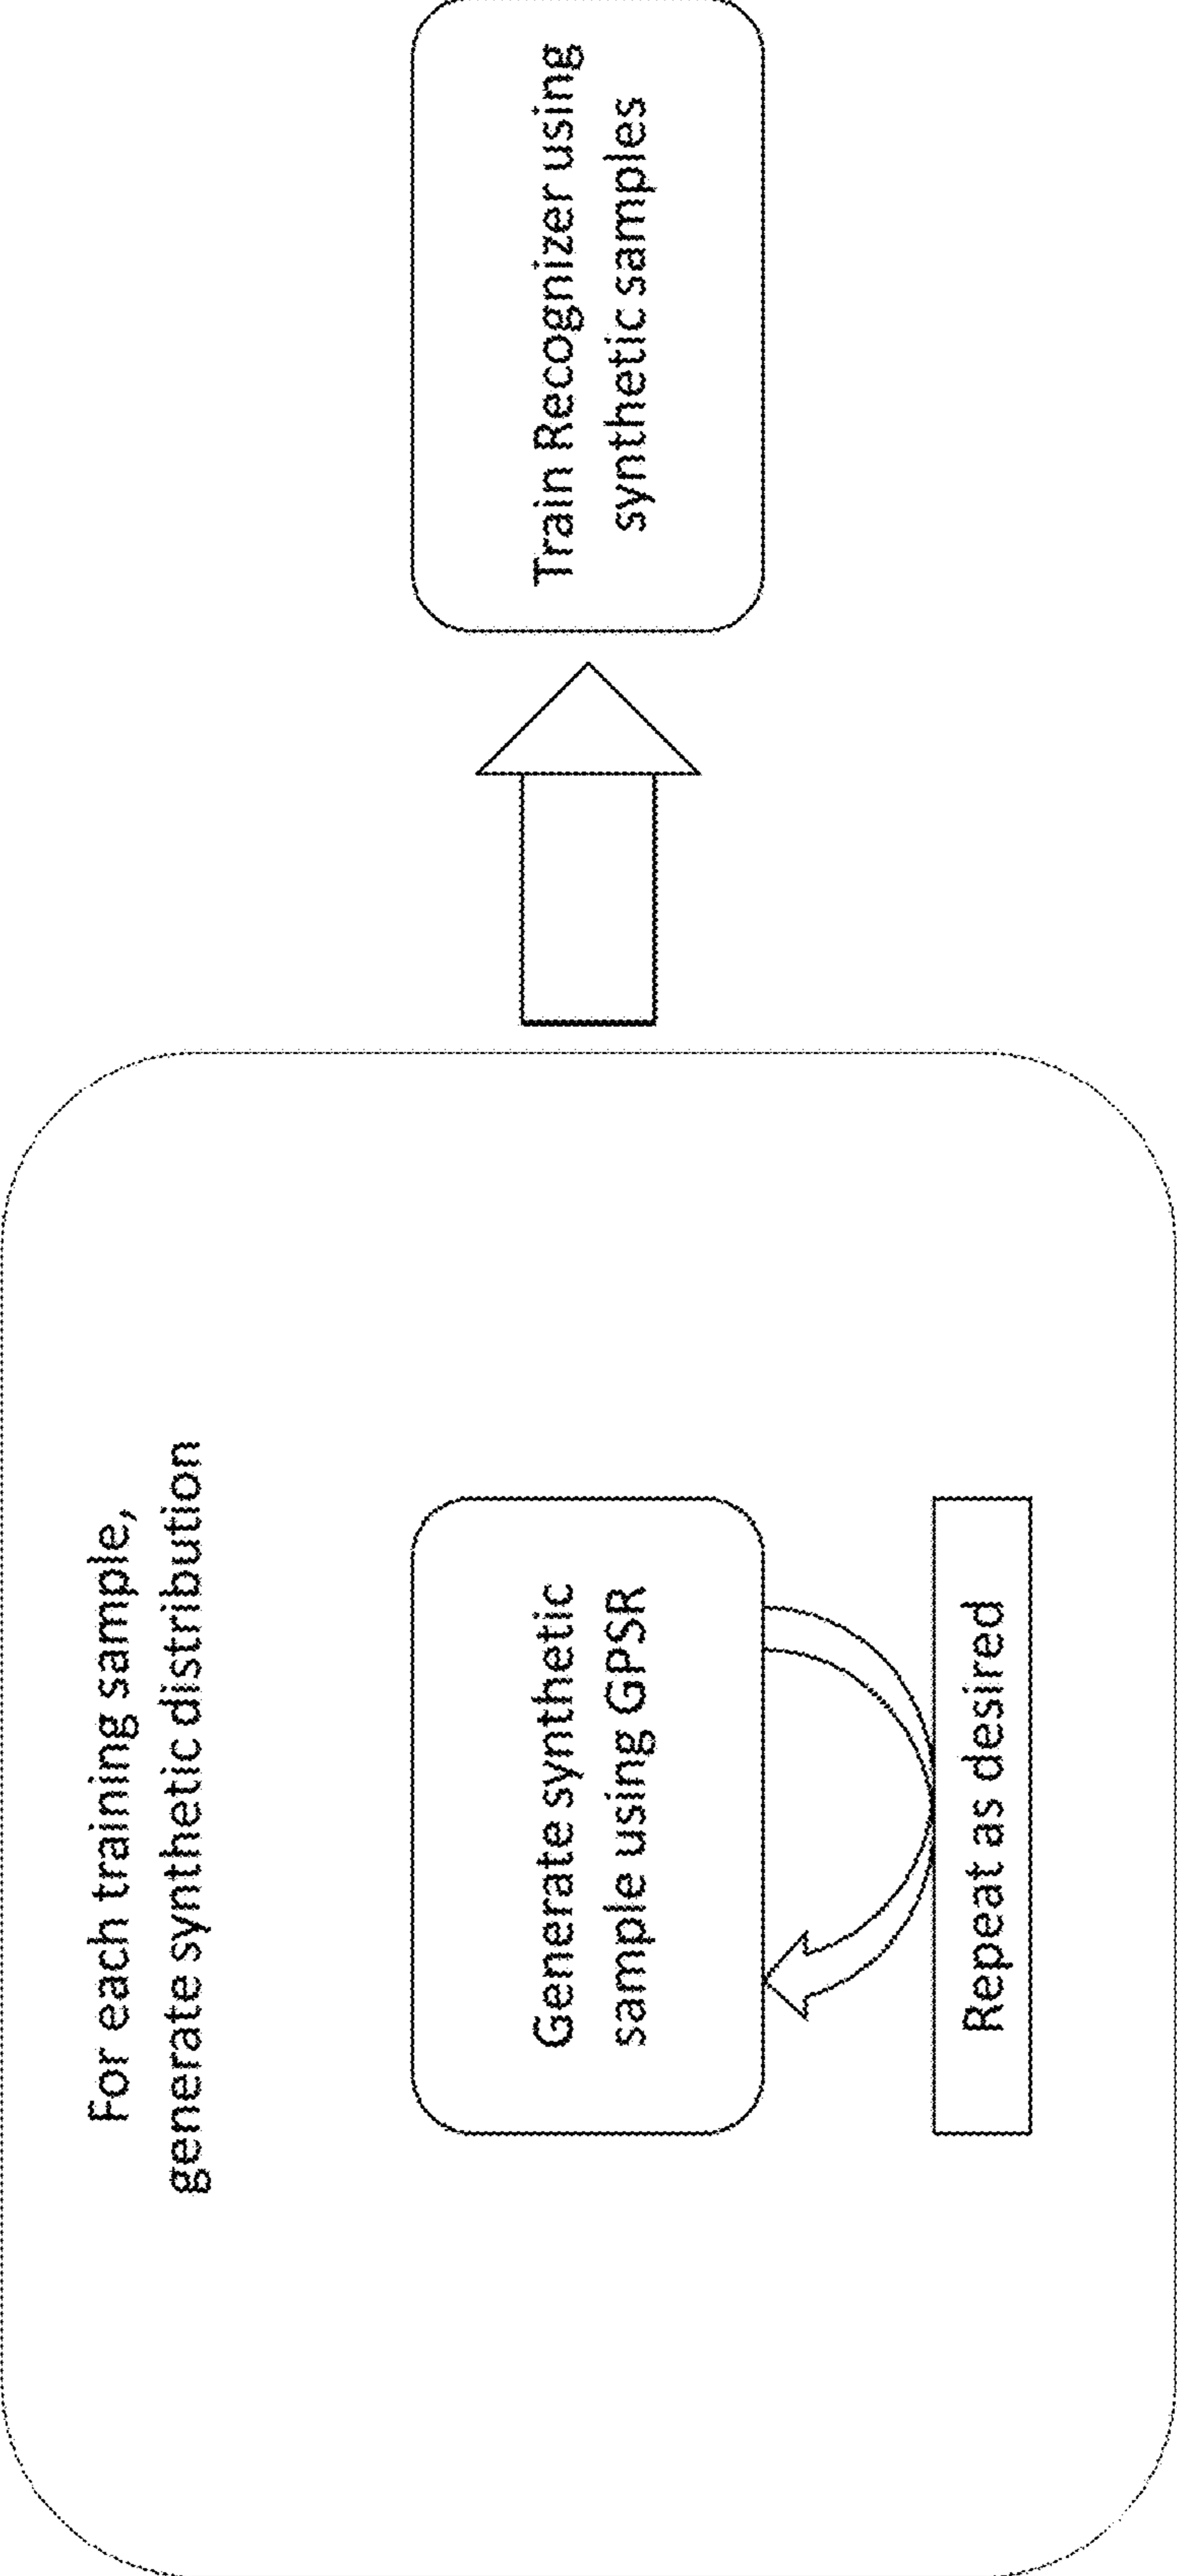 For each training sample,
generate synthetic distribution
Generate synthetic
sample using GPSR
Repeat as desired
Train Recognizer using
synthetic samples